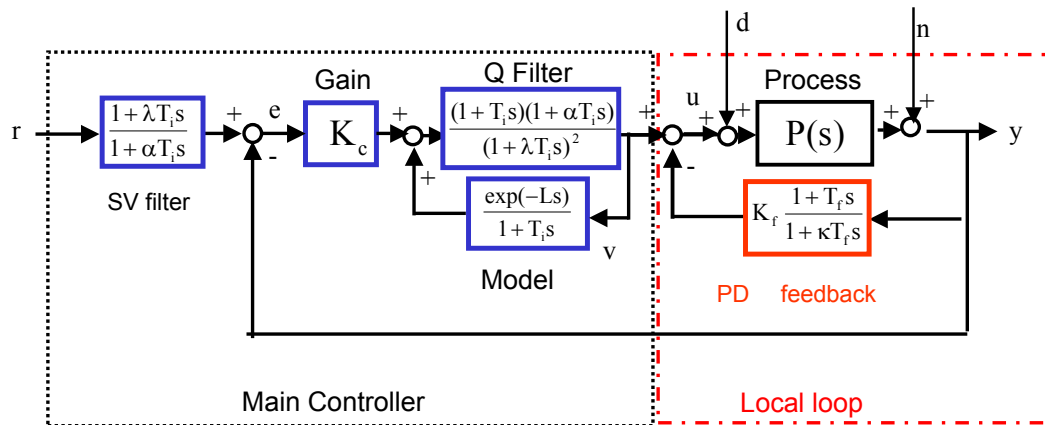 d
n
Gain
Q Filter
Process
r
1 + λT_i s
1 + αT_i s
+
e
-
K_c
+
+
(1 + T_i s)(1 + αT_i s)
(1 + λT_i s)^2
+
u
+
+
-
P(s)
+
+
y
SV filter
exp(−Ls)
1 + T_i s
v
Model
K_f
1 + T_f s
1 + κT_f s
PD feedback
Main Controller
Local loop